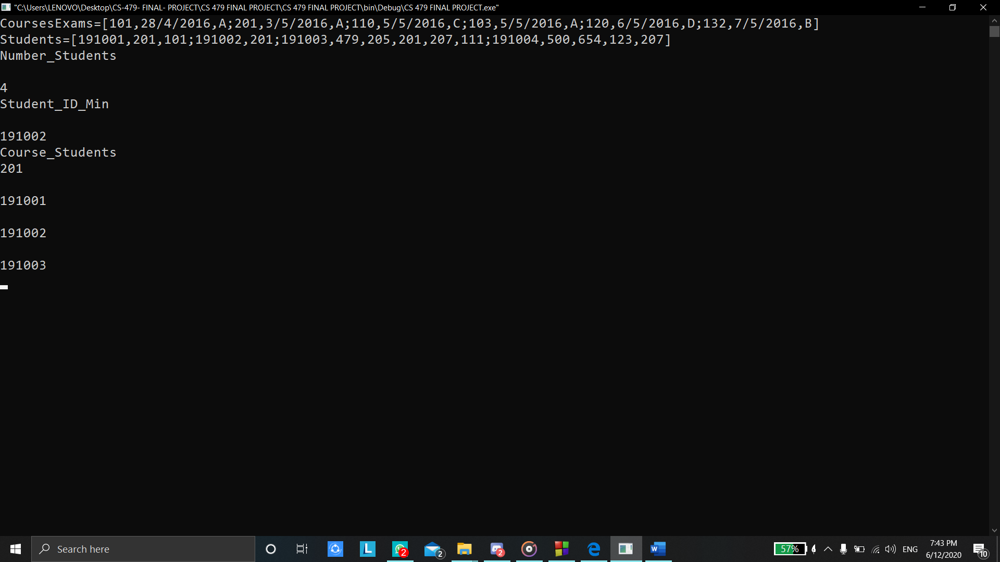 "C:\Users\LENOVO\Desktop\CS-479- FINAL- PROJECT\CS 479 FINAL PROJECT\CS 479 FINAL PROJECT\bin\Debug\CS 479 FINAL PROJECT.exe"
CoursesExams=[101,28/4/2016,A;201,3/5/2016,A;110,5/5/2016,C;103,5/5/2016,A;120,6/5/2016,D;132,7/5/2016,B]
Students=[191001,201,101;191002,201;191003,479,205,201,207,111;191004,500,654,123,207]
Number_Students
4
Student_ID_Min
191002
Course_Students
201
191001
191002
191003
Search here
L
2
2
2
W
57%
ENG
7:43 PM
6/12/2020
10